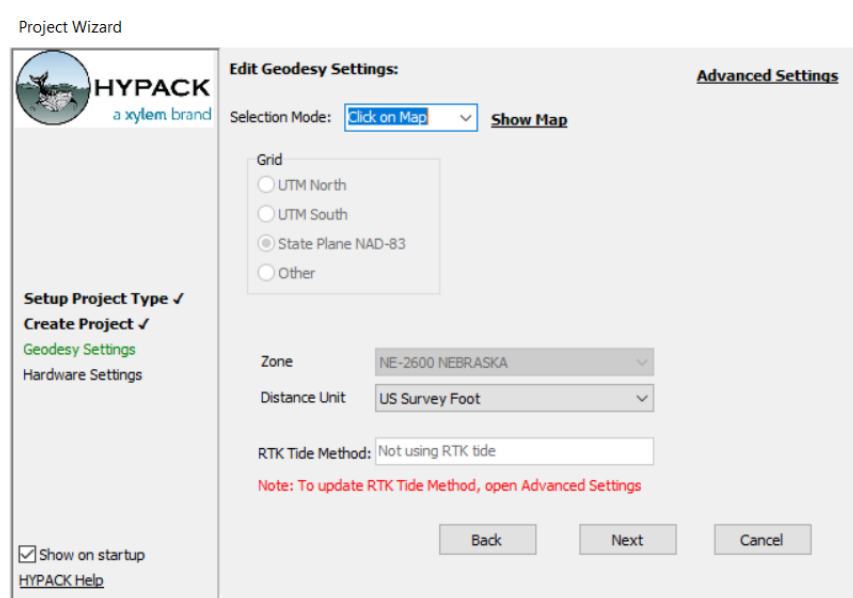 Project Wizard
HYPACK
a xylem brand
Edit Geodesy Settings:
Advanced Settings
Selection Mode: Click on Map Show Map
Grid
UTM North
UTM South
State Plane NAD-83
Other
Setup Project Type ✓
Create Project ✓
Geodesy Settings
Hardware Settings
Zone NE-2600 NEBRASKA
Distance Unit US Survey Foot
RTK Tide Method: Not using RTK tide
Note: To update RTK Tide Method, open Advanced Settings
Back Next Cancel
Show on startup
HYPACK Help